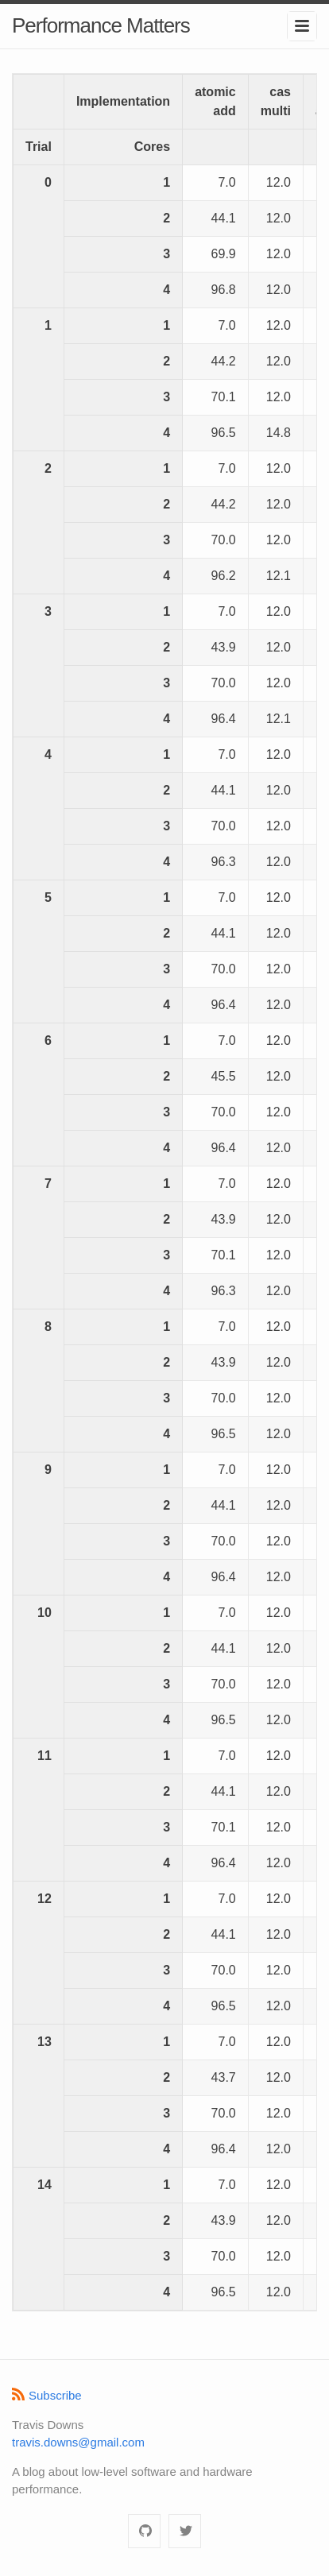 Performance Matters
Implementation atomic add cas multi
Trial Cores
0 1 7.0 12.0
2 44.1 12.0
3 69.9 12.0
4 96.8 12.0
1 1 7.0 12.0
2 44.2 12.0
3 70.1 12.0
4 96.5 14.8
2 1 7.0 12.0
2 44.2 12.0
3 70.0 12.0
4 96.2 12.1
3 1 7.0 12.0
2 43.9 12.0
3 70.0 12.0
4 96.4 12.1
4 1 7.0 12.0
2 44.1 12.0
3 70.0 12.0
4 96.3 12.0
5 1 7.0 12.0
2 44.1 12.0
3 70.0 12.0
4 96.4 12.0
6 1 7.0 12.0
2 45.5 12.0
3 70.0 12.0
4 96.4 12.0
7 1 7.0 12.0
2 43.9 12.0
3 70.1 12.0
4 96.3 12.0
8 1 7.0 12.0
2 43.9 12.0
3 70.0 12.0
4 96.5 12.0
9 1 7.0 12.0
2 44.1 12.0
3 70.0 12.0
4 96.4 12.0
10 1 7.0 12.0
2 44.1 12.0
3 70.0 12.0
4 96.5 12.0
11 1 7.0 12.0
2 44.1 12.0
3 70.1 12.0
4 96.4 12.0
12 1 7.0 12.0
2 44.1 12.0
3 70.0 12.0
4 96.5 12.0
13 1 7.0 12.0
2 43.7 12.0
3 70.0 12.0
4 96.4 12.0
14 1 7.0 12.0
2 43.9 12.0
3 70.0 12.0
4 96.5 12.0
Subscribe
Travis Downs
travis.downs@gmail.com
A blog about low-level software and hardware
performance.